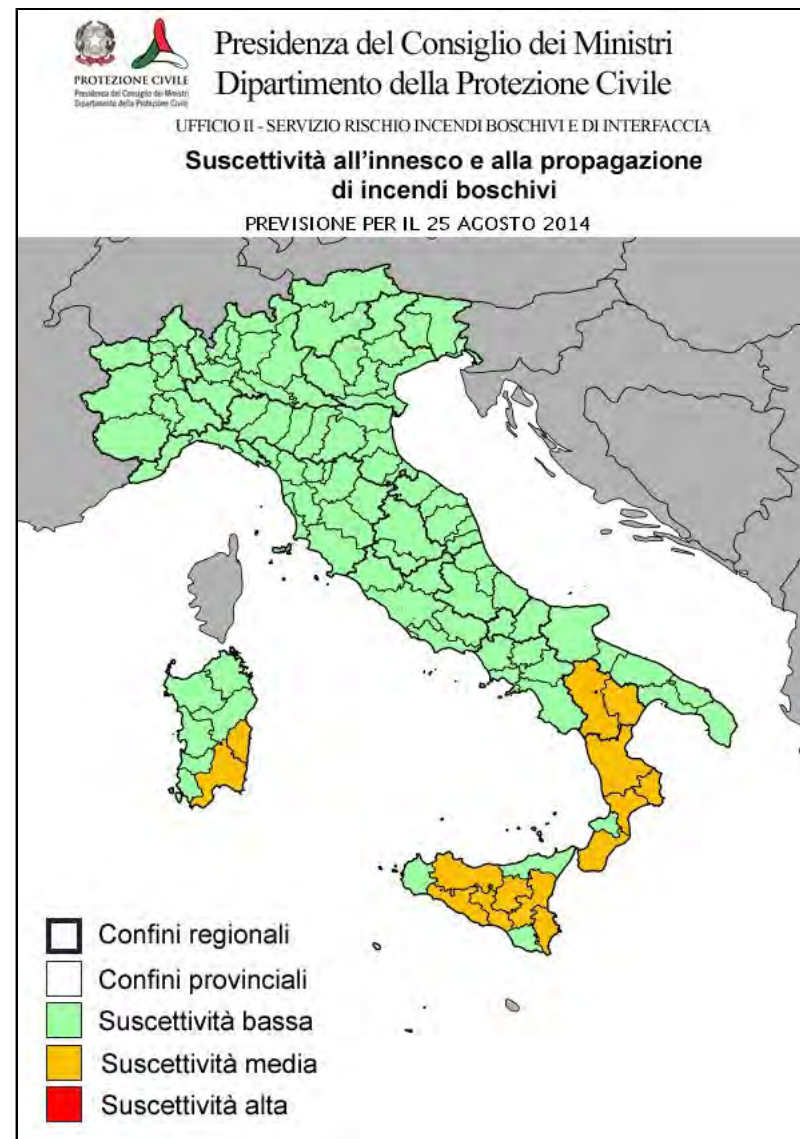 Presidenza del Consiglio dei Ministri
Dipartimento della Protezione Civile
PROTEZIONE CIVILE
Presidenza del Consiglio dei Ministri
Dipartimento della Protezione Civile
UFFICIO II - SERVIZIO RISCHIO INCENDI BOSCHIVI E DI INTERFACCIA
Suscettività all'innesco e alla propagazione
di incendi boschivi
PREVISIONE PER IL 25 AGOSTO 2014
Confini regionali
Confini provinciali
Suscettività bassa
Suscettività media
Suscettività alta